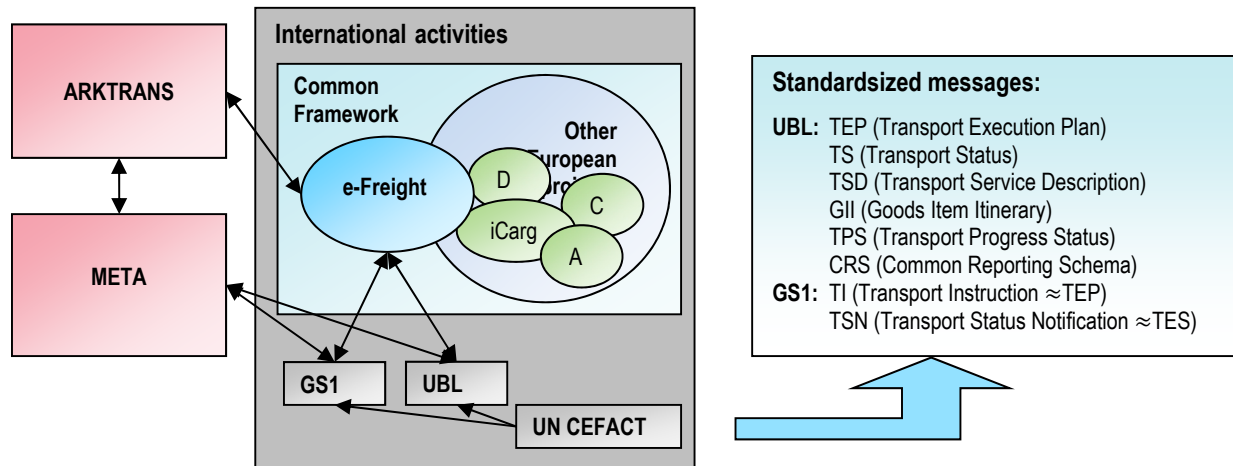 ARKTRANS
META
International activities
Common
Framework
Other
European
e-Freight
D
C
iCarg
A
GS1
UBL
UN CEFACT
Standardsized messages:
UBL: TEP (Transport Execution Plan)
TS (Transport Status)
TSD (Transport Service Description)
GII (Goods Item Itinerary)
TPS (Transport Progress Status)
CRS (Common Reporting Schema)
GS1: TI (Transport Instruction ≈TEP)
TSN (Transport Status Notification ≈TES)